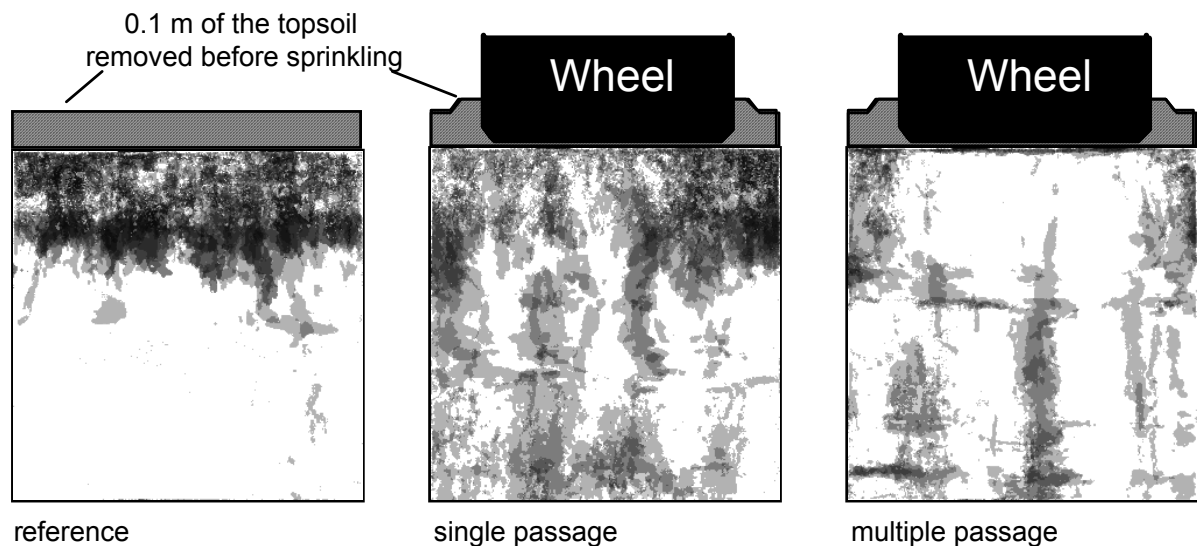 0.1 m of the topsoil
removed before sprinkling
Wheel
Wheel
reference
single passage
multiple passage